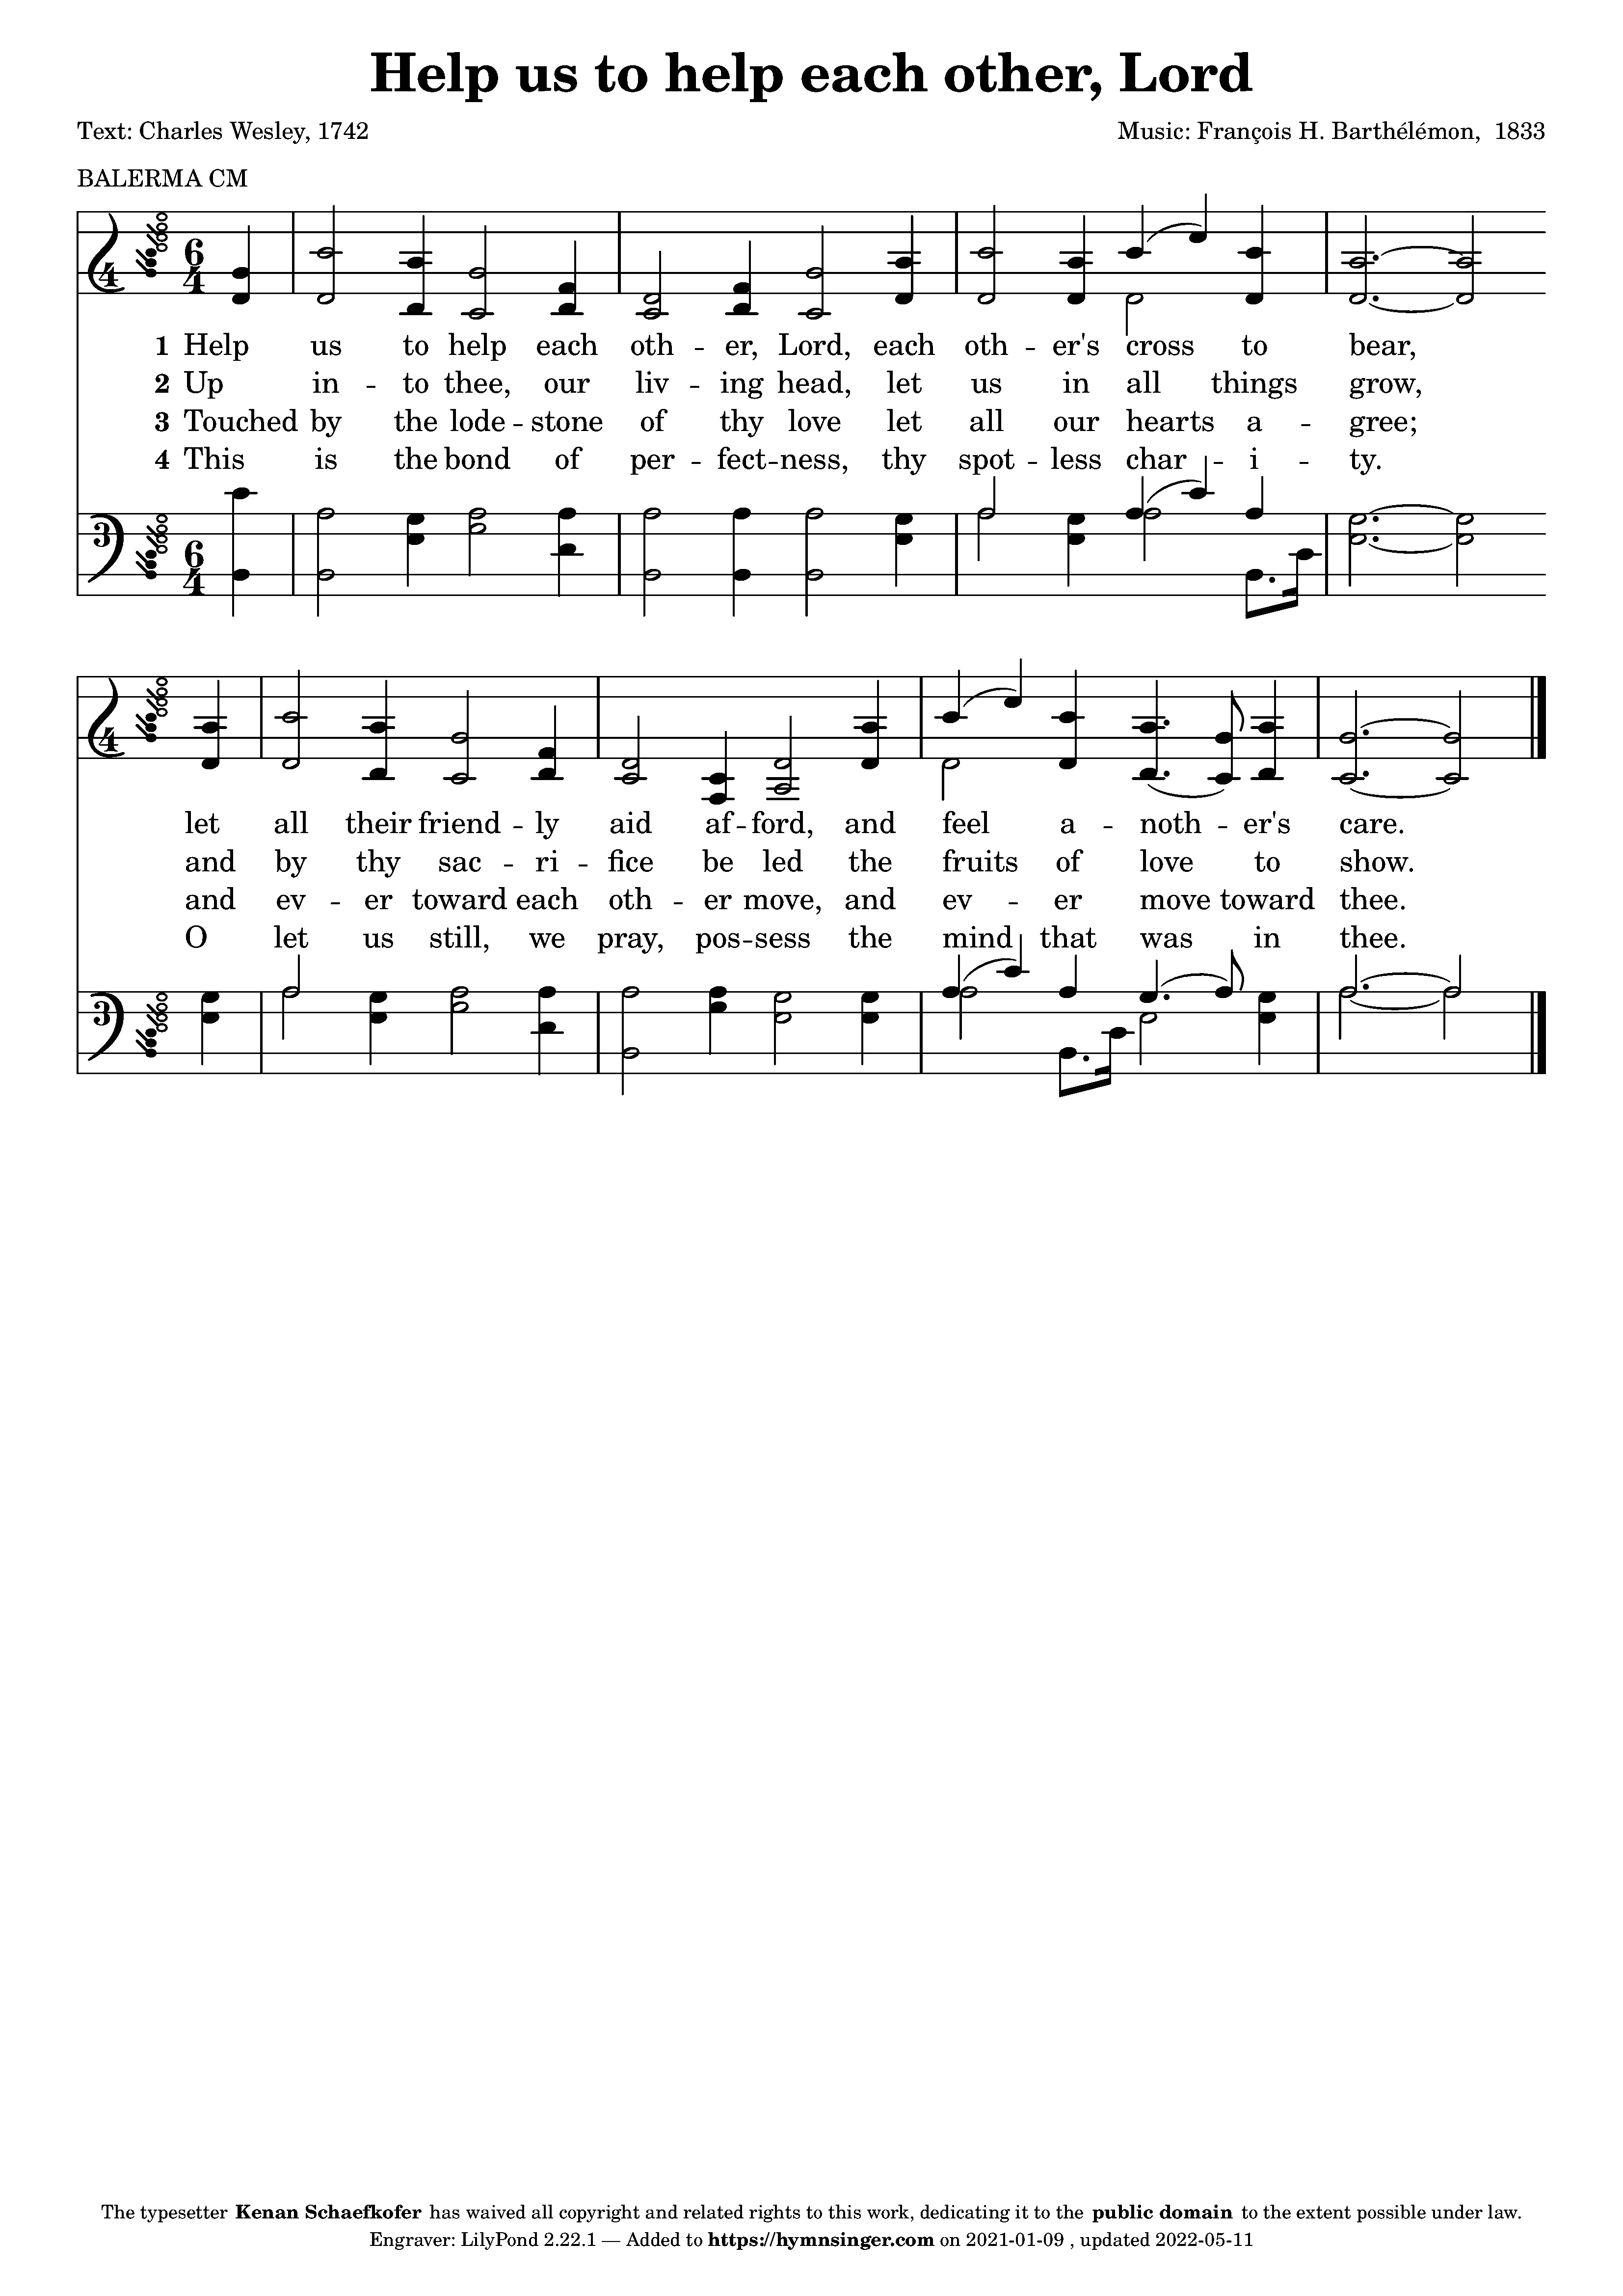 Help us to help each other, Lord
Text: Charles Wesley, 1742
Music: François H. Barthélémon, 1833
BALERMA CM
4 6 4
1 Help us to help each oth -- er, Lord, each oth -- er's cross to bear,
2 Up in -- to thee, our liv -- ing head, let us in all things grow,
3 Touched by the lode -- stone of thy love let all our hearts a -- gree;
4 This is the bond of per -- fect -- ness, thy spot -- less char -- i -- ty.
3 6 4
4
let all their friend -- ly aid af -- ford, and feel a -- noth -- er's care.
and by thy sac -- ri -- fice be led the fruits of love to show.
and ev -- er toward each oth -- er move, and ev -- er move toward thee.
O let us still, we pray, pos -- sess the mind that was in thee.
3
The typesetter Kenan Schaefkofer has waived all copyright and related rights to this work, dedicating it to the public domain to the extent possible under law.
Engraver: LilyPond 2.22.1 — Added to https://hymnsinger.com on 2021-01-09 , updated 2022-05-11